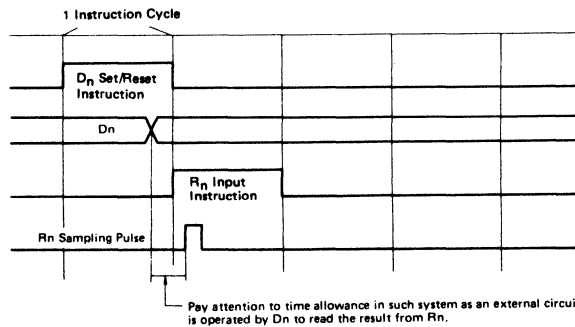 1 Instruction Cycle
Dn Set/Reset
Instruction
Dn
Rn Input
Instruction
Rn Sampling Pulse
Pay attention to time allowance in such system as an external circui
is operated by Dn to read the result from Rn.